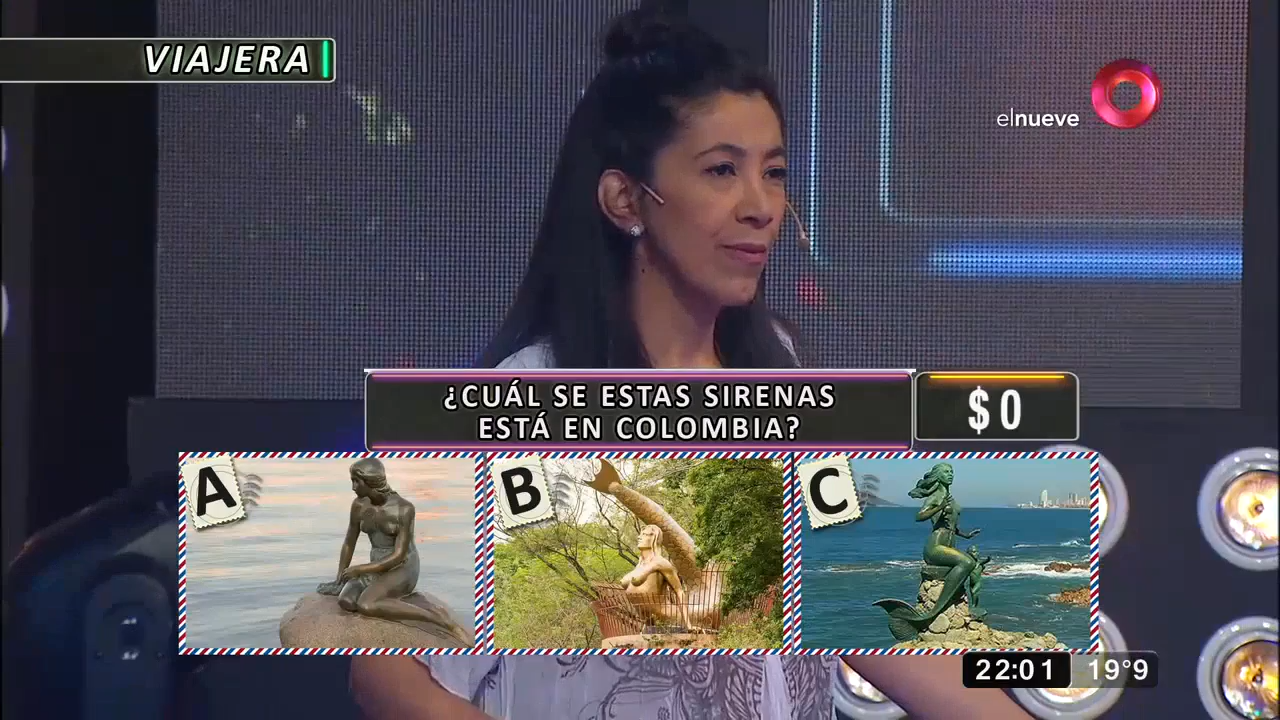 VIAJERA
elnueve
¿CUÁL SE ESTAS SIRENAS
ESTÁ EN COLOMBIA?
$0
A
B
C
22:01
19°9